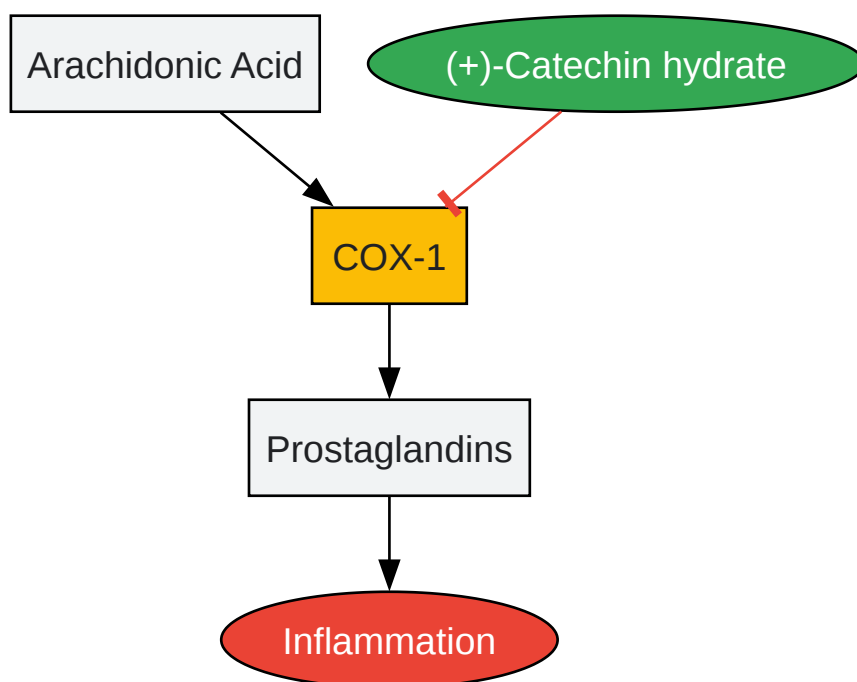 Arachidonic Acid
(+)-Catechin hydrate
COX-1
Prostaglandins
Inflammation